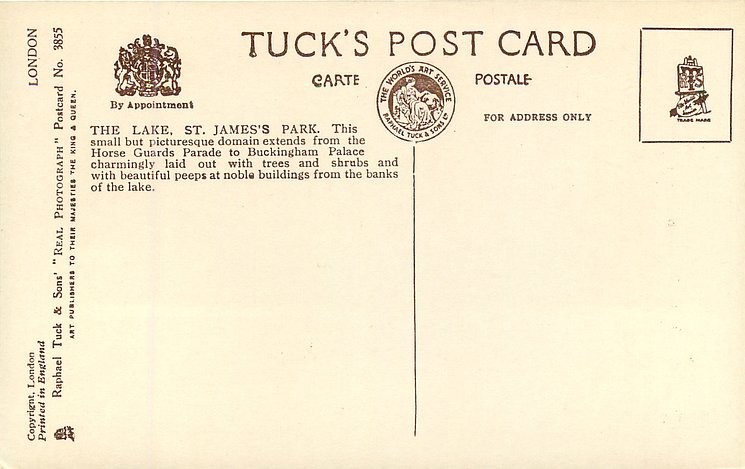 TUCK'S POST CARD
CARTE POSTALE
By Appointment
THE WORLD'S ART SERVICE
RAPHAEL TUCK & SONS LD
FOR ADDRESS ONLY
TRADE MARK
THE LAKE, ST. JAMES'S PARK. This
small but picturesque domain extends from the
Horse Guards Parade to Buckingham Palace
charmingly laid out with trees and shrubs and
with beautiful peeps at noble buildings from the banks
of the lake.
LONDON
Copyright, London
Printed in England
Raphael Tuck & Sons' "REAL PHOTOGRAPH" Postcard No. 3855
ART PUBLISHERS TO THEIR MAJESTIES THE KING & QUEEN.